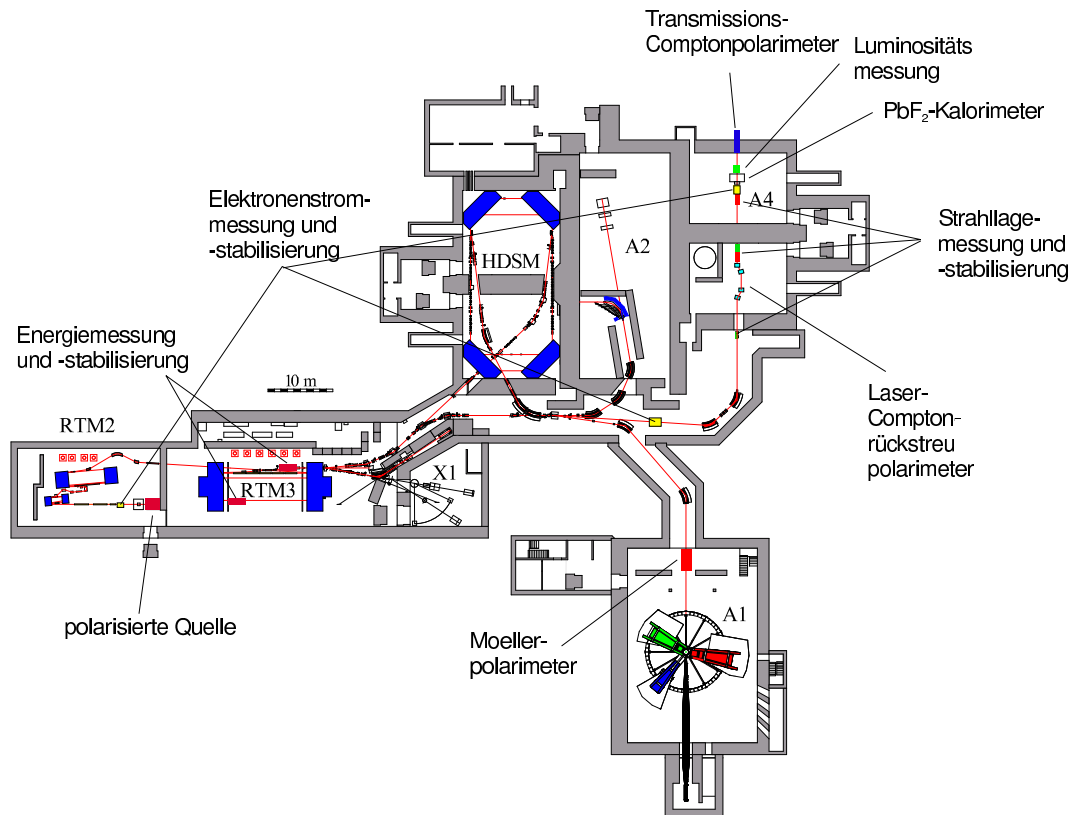 Transmissions-
Comptonpolarimeter
Luminositäts
messung
PbF₂-Kalorimeter
Elektronenstrom-
messung und
-stabilisierung
A4
A2
HDSM
Strahllage-
messung und
-stabilisierung
Energiemessung
und -stabilisierung
10 m
Laser-
Compton-
rückstreu
polarimeter
RTM2
RTM3
X1
polarisierte Quelle
Moeller-
polarimeter
A1